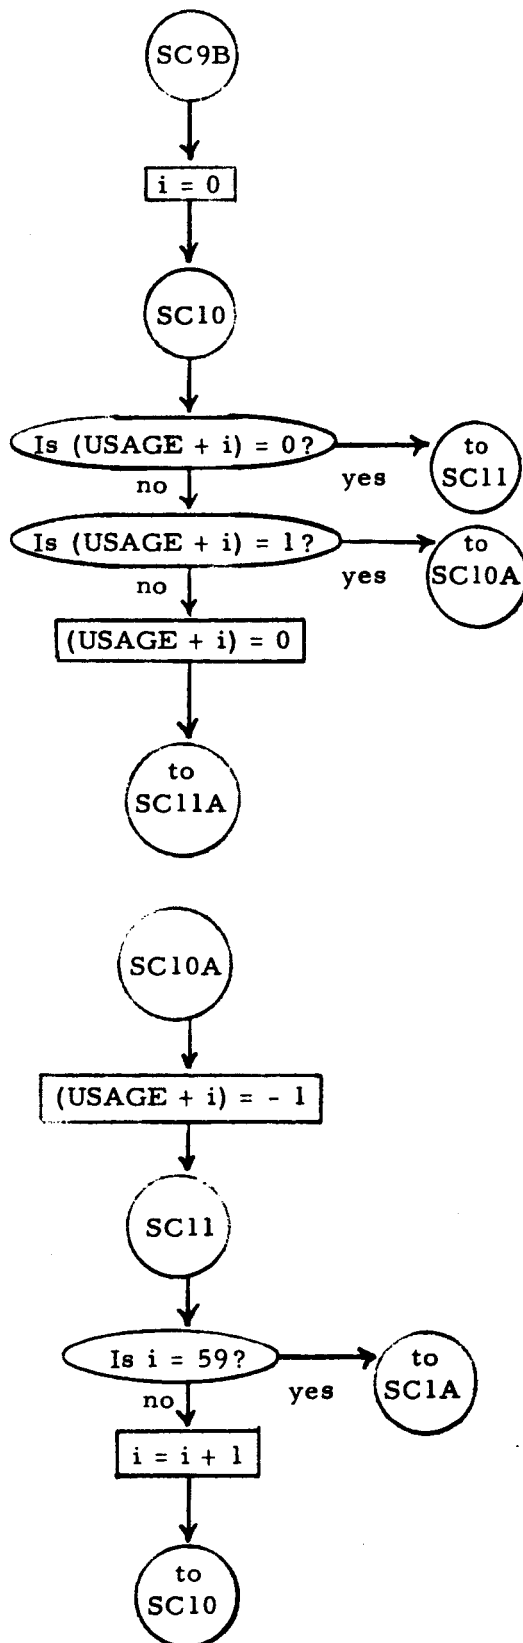 SC9B
i = 0
SC10
Is (USAGE + i) = 0?
to
SC11
no
yes
Is (USAGE + i) = 1?
to
SC10A
no
yes
(USAGE + i) = 0
to
SC11A
SC10A
(USAGE + i) = - 1
SC11
Is i = 59?
to
SC1A
no
yes
i = i + 1
to
SC10